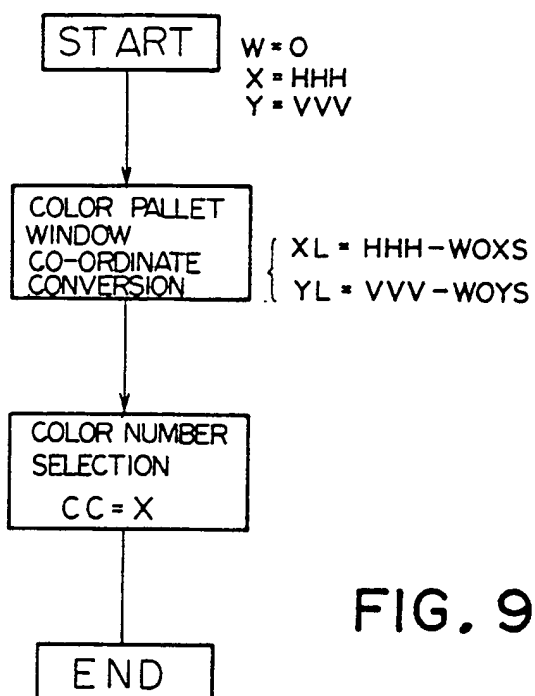 START
W = 0
X = HHH
Y = VVV
COLOR PALLET
WINDOW
CO-ORDINATE
CONVERSION
XL = HHH - WOXS
YL = VVV - WOYS
COLOR NUMBER
SELECTION
CC = X
END
FIG. 9